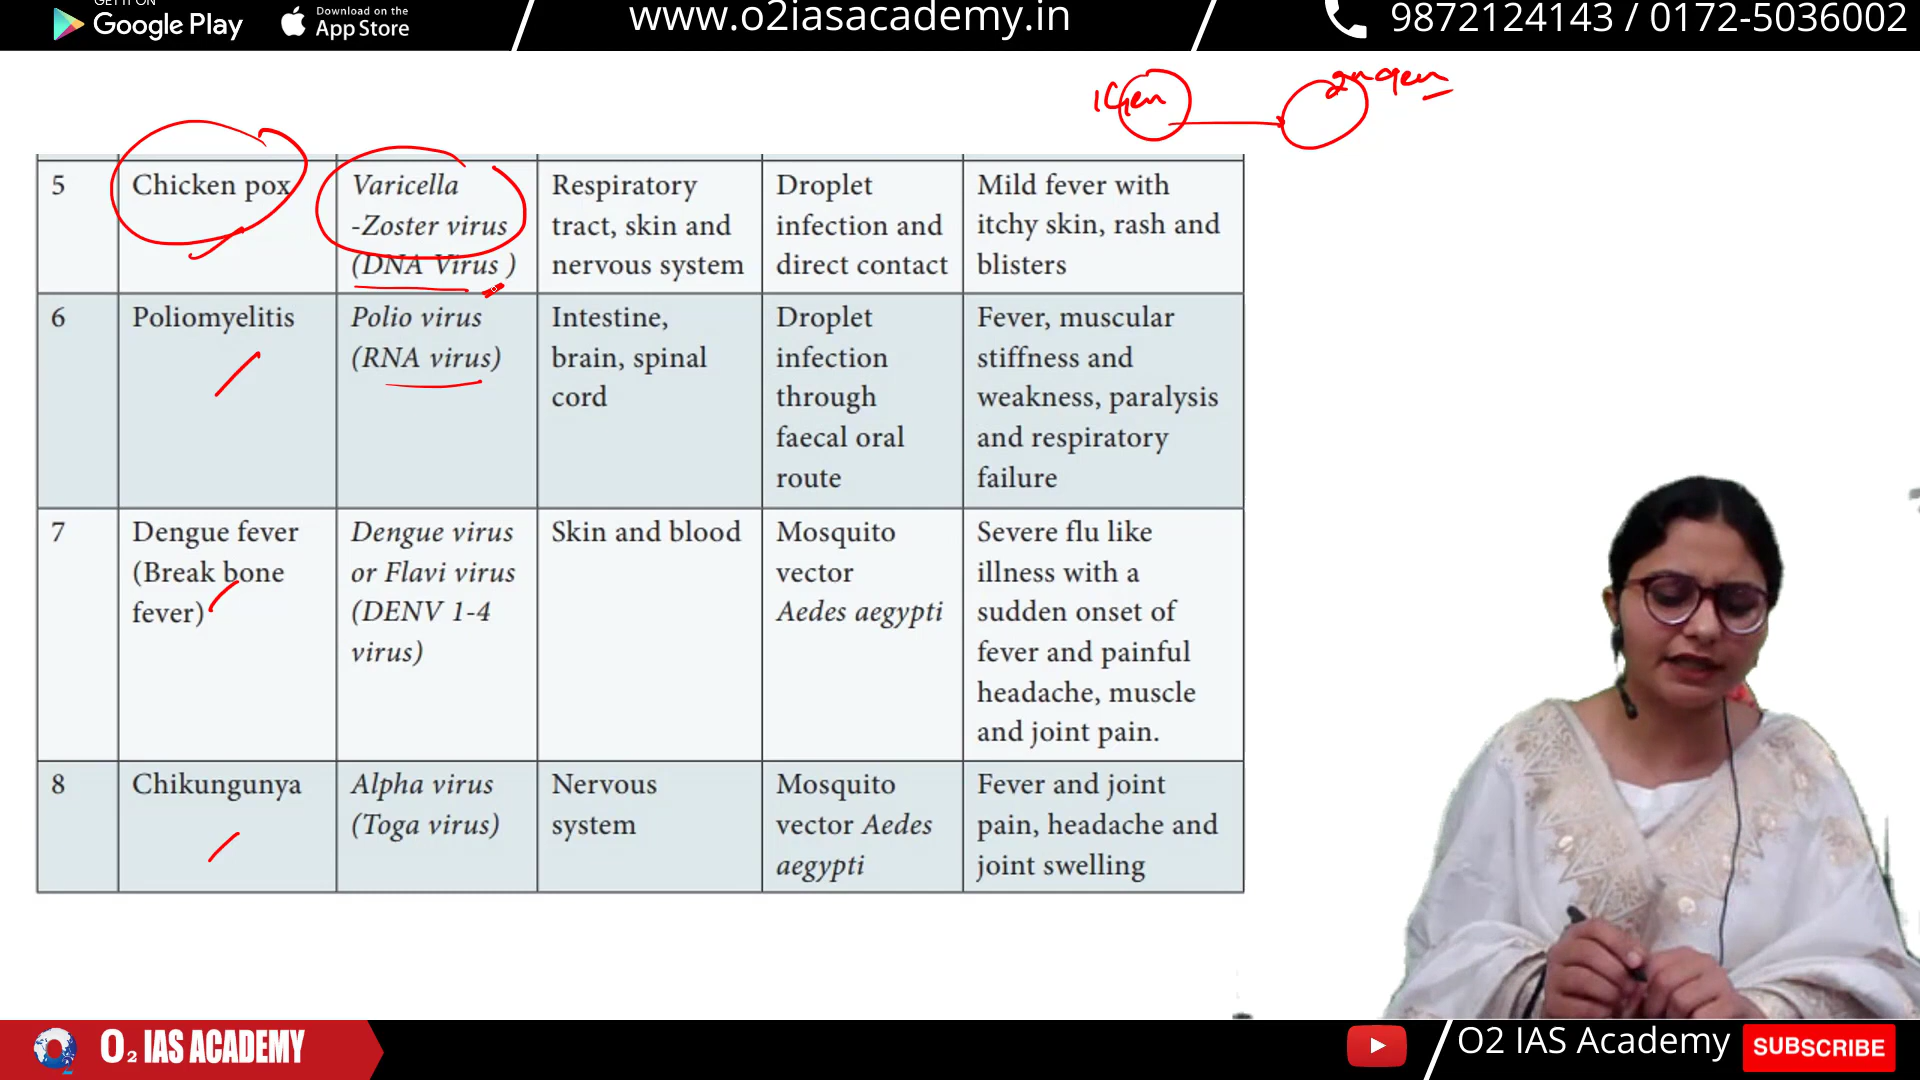 GET IT ON
Google Play
Download on the
App Store
www.o2iasacademy.in
9872124143 / 0172-5036002
1 Gen
2nd gen
5
Chicken pox
Varicella
-Zoster virus
(DNA Virus )
Respiratory
tract, skin and
nervous system
Droplet
infection and
direct contact
Mild fever with
itchy skin, rash and
blisters
6
Poliomyelitis
Polio virus
(RNA virus)
Intestine,
brain, spinal
cord
Droplet
infection
through
faecal oral
route
Fever, muscular
stiffness and
weakness, paralysis
and respiratory
failure
7
Dengue fever
(Break bone
fever)
Dengue virus
or Flavi virus
(DENV 1-4
virus)
Skin and blood
Mosquito
vector
Aedes aegypti
Severe flu like
illness with a
sudden onset of
fever and painful
headache, muscle
and joint pain.
8
Chikungunya
Alpha virus
(Toga virus)
Nervous
system
Mosquito
vector Aedes
aegypti
Fever and joint
pain, headache and
joint swelling
O2 IAS ACADEMY
O2 IAS Academy
SUBSCRIBE